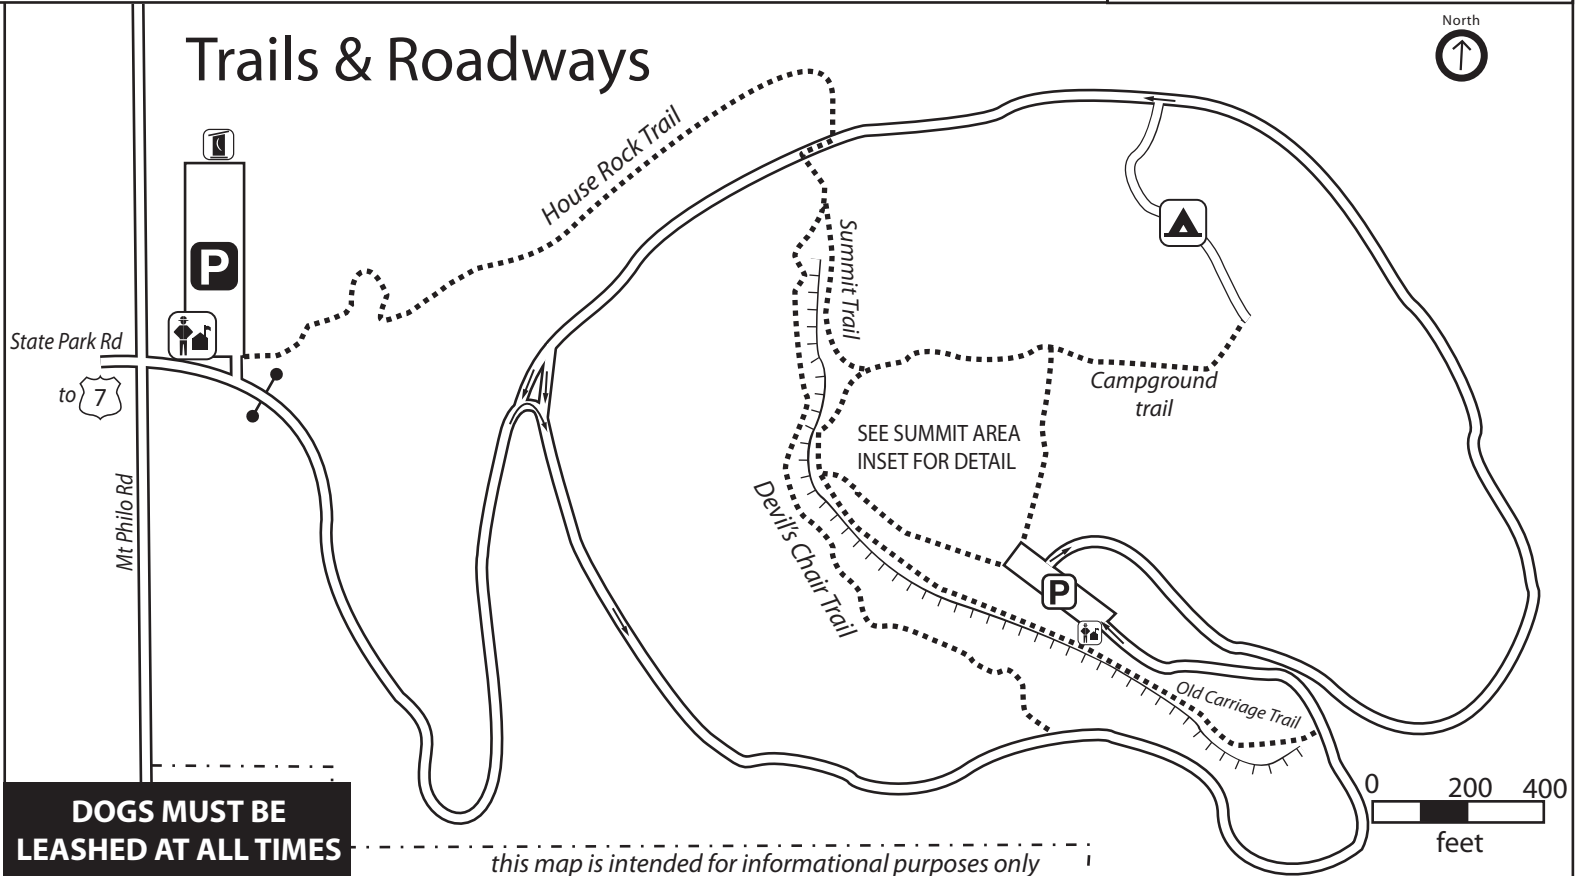 North
Trails & Roadways
House Rock Trail
P
Summit Trail
State Park Rd
to 7
Campground
trail
SEE SUMMIT AREA
INSET FOR DETAIL
Mt Philo Rd
Devil's Chair Trail
P
Old Carriage Trail
0 200 400
feet
DOGS MUST BE
LEASHED AT ALL TIMES
this map is intended for informational purposes only